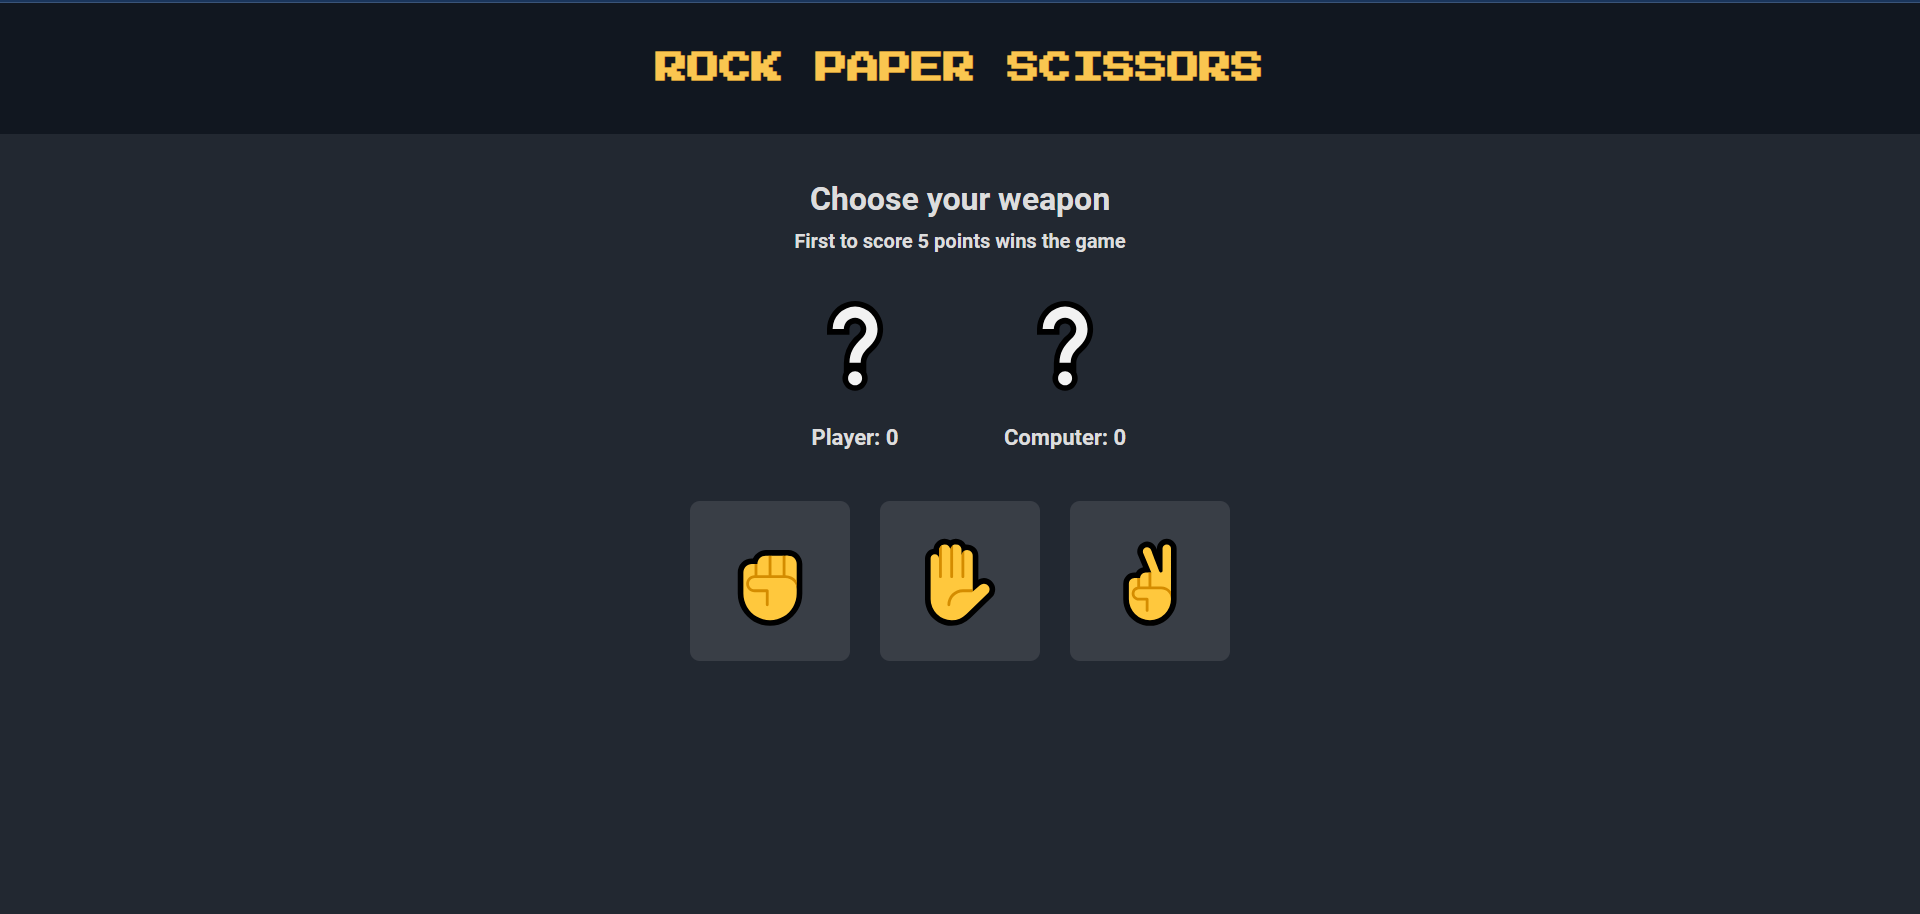 ROCK PAPER SCISSORS
Choose your weapon
First to score 5 points wins the game
Player: 0
Computer: 0